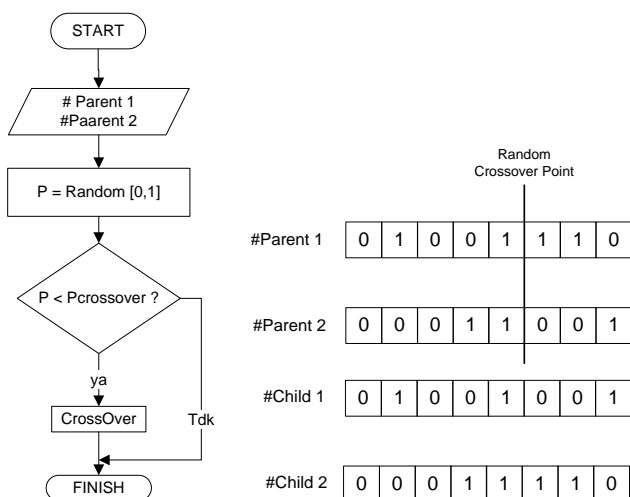 START
# Parent 1
#Paarent 2
P = Random [0,1]
P < Pcrossover ?
ya
Tdk
CrossOver
FINISH
Random
Crossover Point
#Parent 1 0 1 0 0 1 1 1 0
#Parent 2 0 0 0 1 1 0 0 1
#Child 1 0 1 0 0 1 0 0 1
#Child 2 0 0 0 1 1 1 1 0